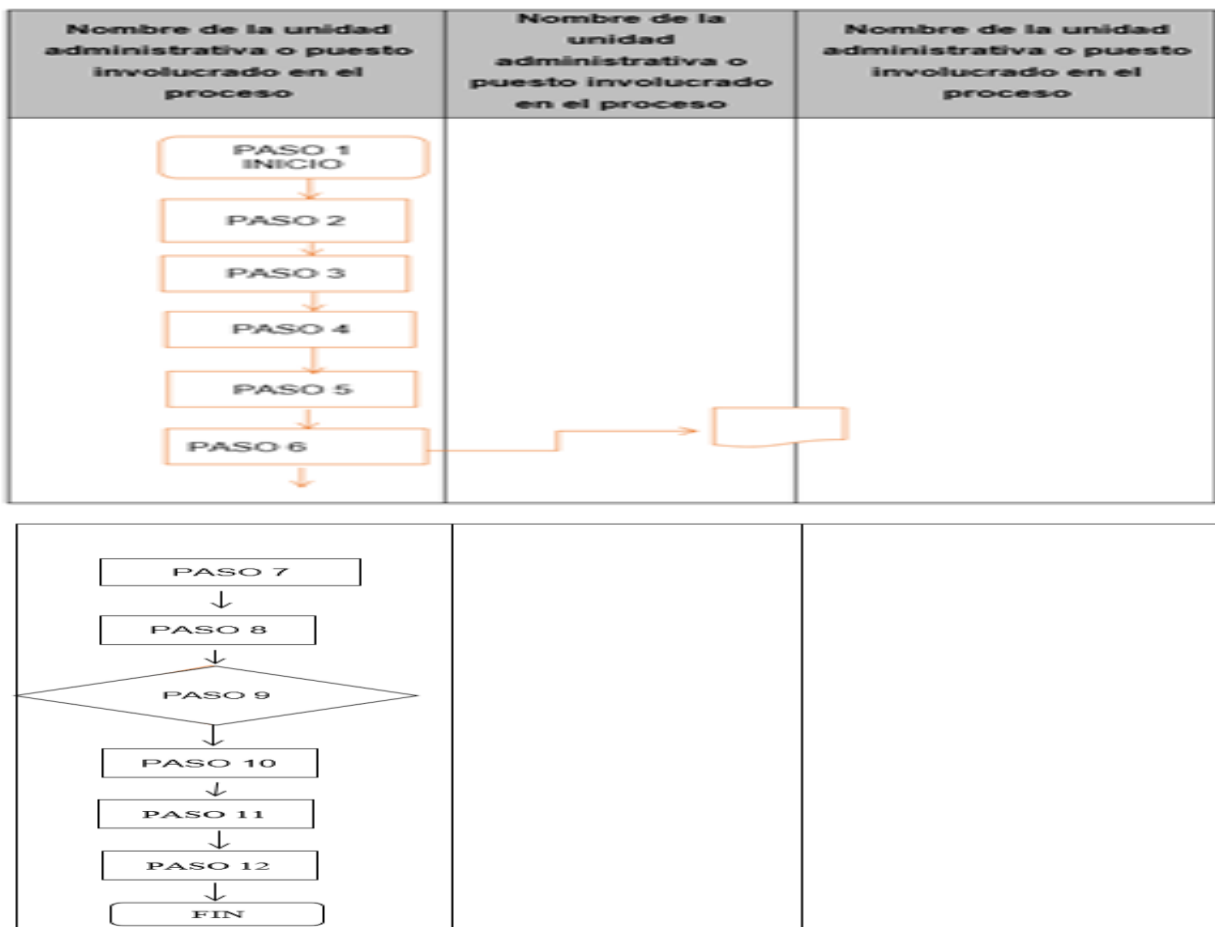 Nombre de la unidad
administrativa o puesto
involucrado en el
proceso
Nombre de la
unidad
administrativa o
puesto involucrado
en el proceso
Nombre de la unidad
administrativa o puesto
involucrado en el
proceso
PASO 1
INICIO
PASO 2
PASO 3
PASO 4
PASO 5
PASO 6
PASO 7
PASO 8
PASO 9
PASO 10
PASO 11
PASO 12
FIN